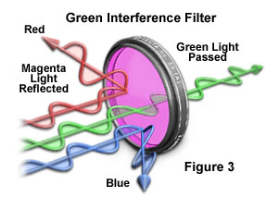 Green Interference Filter
Red
Green Light
Passed
Magenta
Light
Reflected
Figure 3
Blue